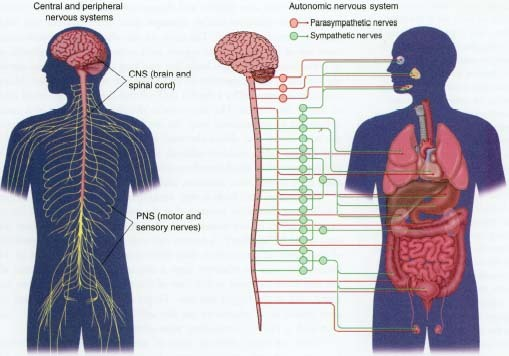 Central and peripheral
nervous systems
CNS (brain and
spinal cord)
PNS (motor and
sensory nerves)
Autonomic nervous system
Parasympathetic nerves
Sympathetic nerves